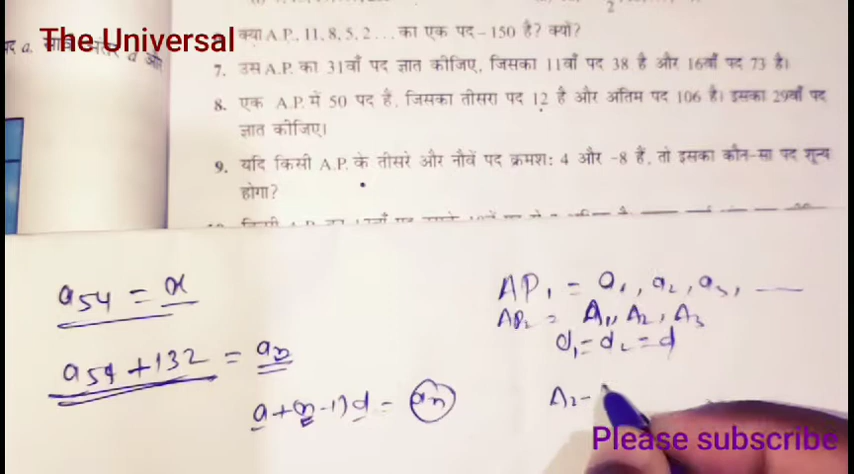 The Universal
क्या A.P., 11, 8, 5, 2 . . . का एक पद – 150 है? क्यों?
7. उस A.P. का 31वाँ पद ज्ञात कीजिए, जिसका 11वाँ पद 38 है और 16वाँ पद 73 है।
8. एक A.P. में 50 पद है, जिसका तीसरा पद 12 है और अंतिम पद 106 है। इसका 29वाँ पद
ज्ञात कीजिए।
9. यदि किसी A.P. के तीसरे और नौवें पद क्रमशः 4 और -8 हैं, तो इसका कौन-सा पद शून्य
होगा?
a54 = x
a54 + 132 = an
a + (n - 1)d = an
AP1 = a1, a2, a3, —
AP2 = A1, A2, A3
d1 = d2 = d
A2 -
Please subscribe